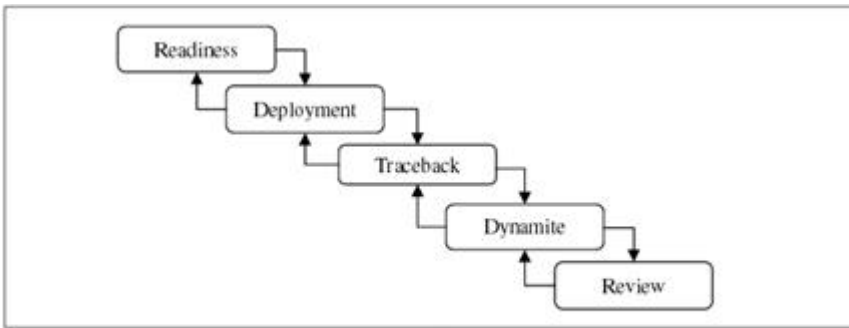 Readiness
Deployment
Traceback
Dynamite
Review